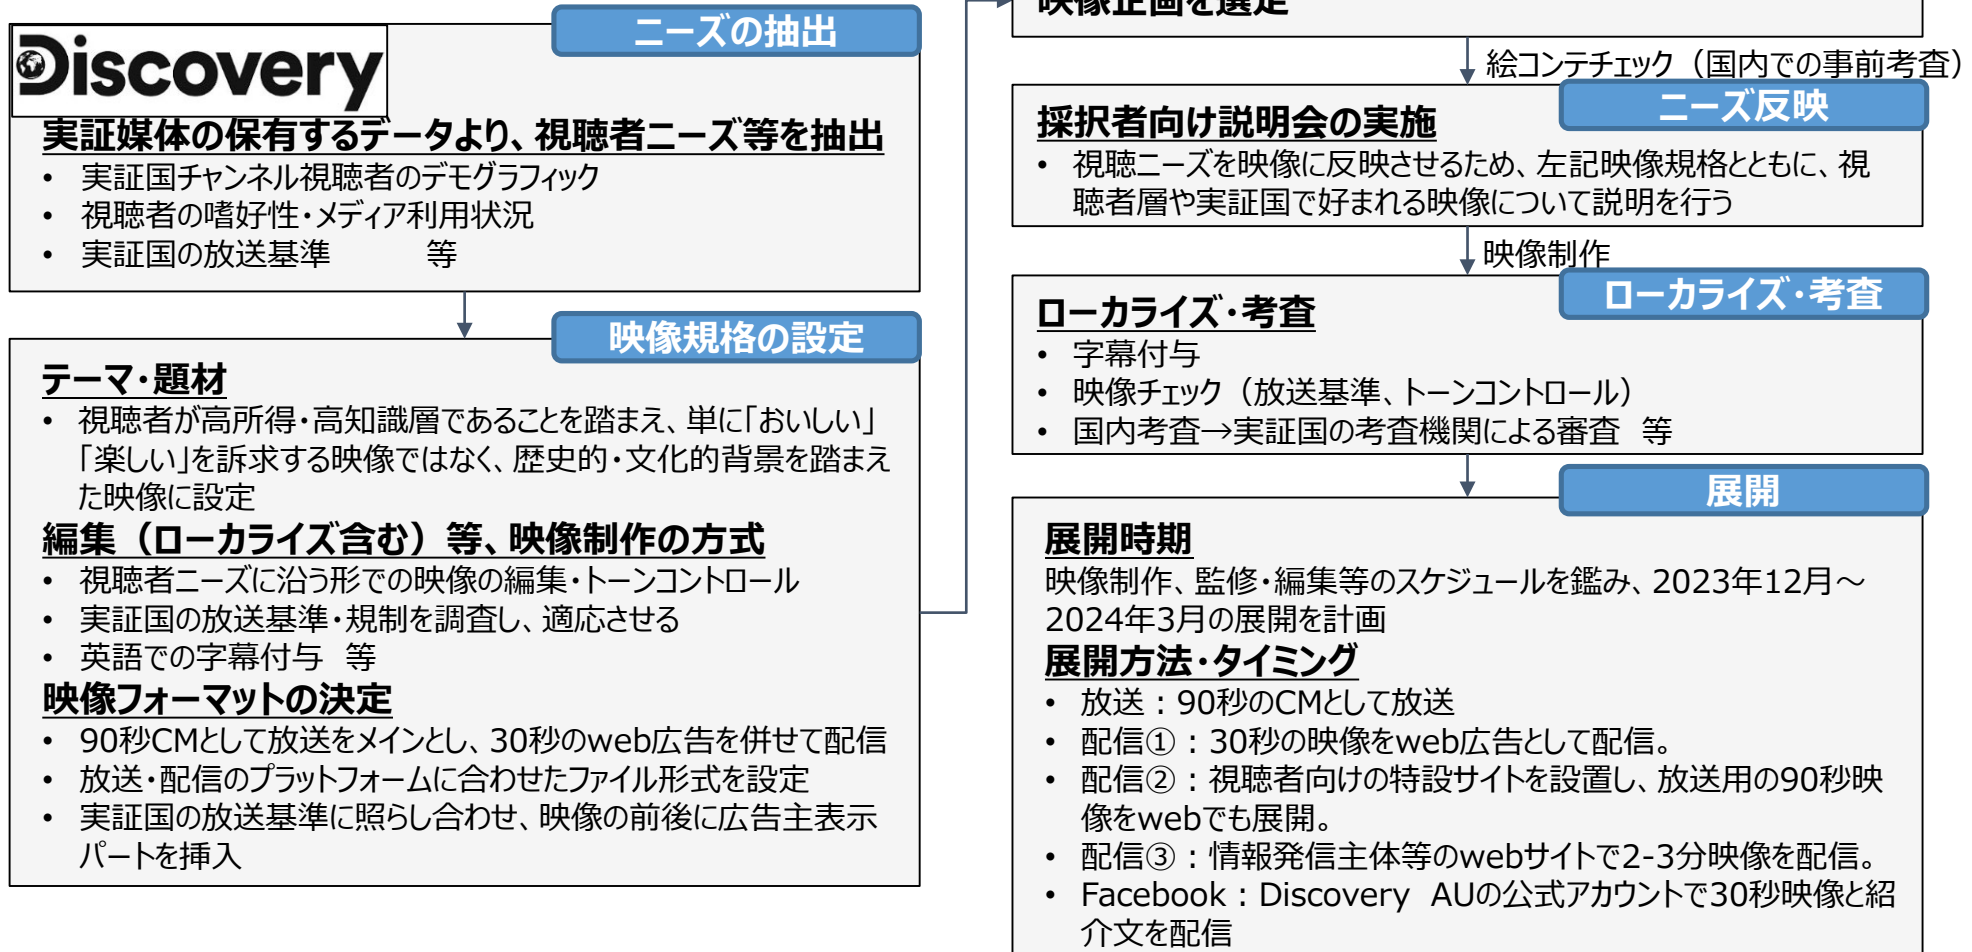 ニーズの抽出
Discovery
実証媒体の保有するデータより、視聴者ニーズ等を抽出
• 実証国チャンネル視聴者のデモグラフィック
• 視聴者の嗜好性・メディア利用状況
• 実証国の放送基準　　　等
映像規格の設定
テーマ・題材
• 視聴者が高所得・高知識層であることを踏まえ、単に「おいしい」
「楽しい」を訴求する映像ではなく、歴史的・文化的背景を踏まえ
た映像に設定
編集（ローカライズ含む）等、映像制作の方式
• 視聴者ニーズに沿う形での映像の編集・トーンコントロール
• 実証国の放送基準・規制を調査し、適応させる
• 英語での字幕付与　等
映像フォーマットの決定
• 90秒CMとして放送をメインとし、30秒のweb広告を併せて配信
• 放送・配信のプラットフォームに合わせたファイル形式を設定
• 実証国の放送基準に照らし合わせ、映像の前後に広告主表示
パートを挿入
映像企画を選定
絵コンテチェック（国内での事前考査）
ニーズ反映
採択者向け説明会の実施
• 視聴ニーズを映像に反映させるため、左記映像規格とともに、視
聴者層や実証国で好まれる映像について説明を行う
映像制作
ローカライズ・考査
ローカライズ・考査
• 字幕付与
• 映像チェック（放送基準、トーンコントロール）
• 国内考査→実証国の考査機関による審査　等
展開
展開時期
映像制作、監修・編集等のスケジュールを鑑み、2023年12月～
2024年3月の展開を計画
展開方法・タイミング
• 放送：90秒のCMとして放送
• 配信①：30秒の映像をweb広告として配信。
• 配信②：視聴者向けの特設サイトを設置し、放送用の90秒映
像をwebでも展開。
• 配信③：情報発信主体等のwebサイトで2-3分映像を配信。
• Facebook：Discovery AUの公式アカウントで30秒映像と紹
介文を配信